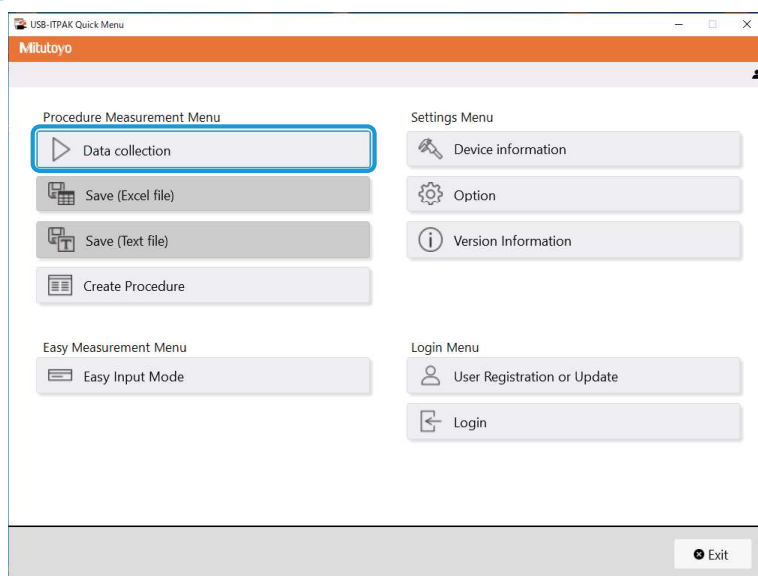 USB-ITPAK Quick Menu
Mitutoyo
Procedure Measurement Menu
Data collection
Save (Excel file)
Save (Text file)
Create Procedure
Easy Measurement Menu
Easy Input Mode
Settings Menu
Device information
Option
Version Information
Login Menu
User Registration or Update
Login
Exit